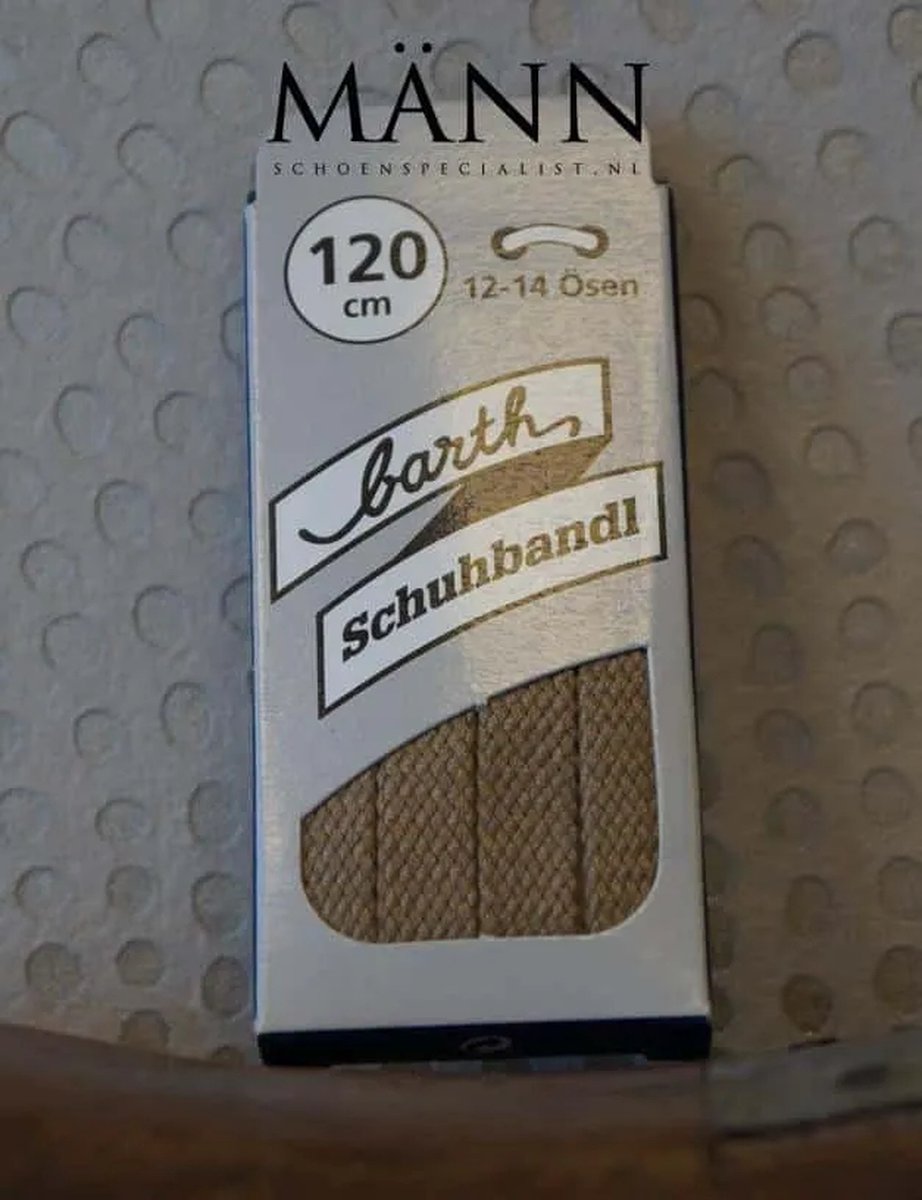 MÄNN
SCHOENSPECIALIST.NL
120
cm
12-14 Ösen
barth
Schuhbandl